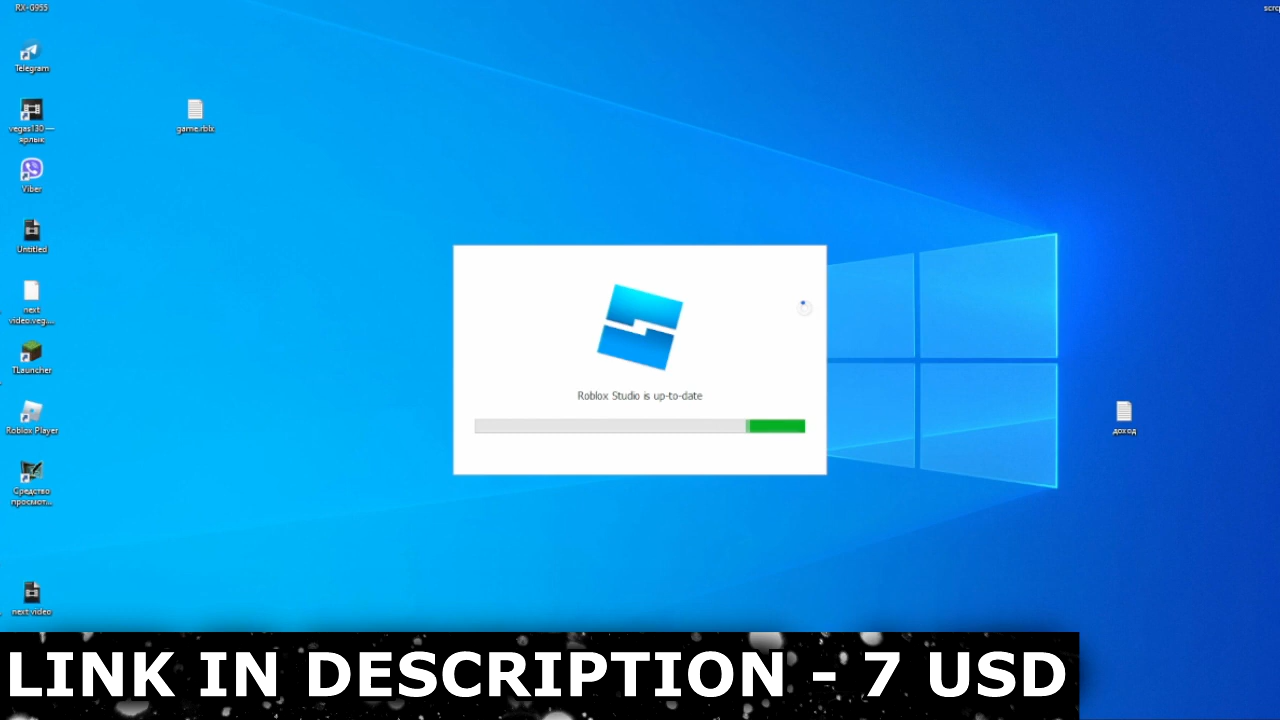 RX-G955
Telegram
game.rblx
vegas130 —
ярлык
Viber
Untitled
next
video.veg....
TLauncher
Roblox Player
Средство
просмот...
next video
Roblox Studio is up-to-date
доход
LINK IN DESCRIPTION - 7 USD